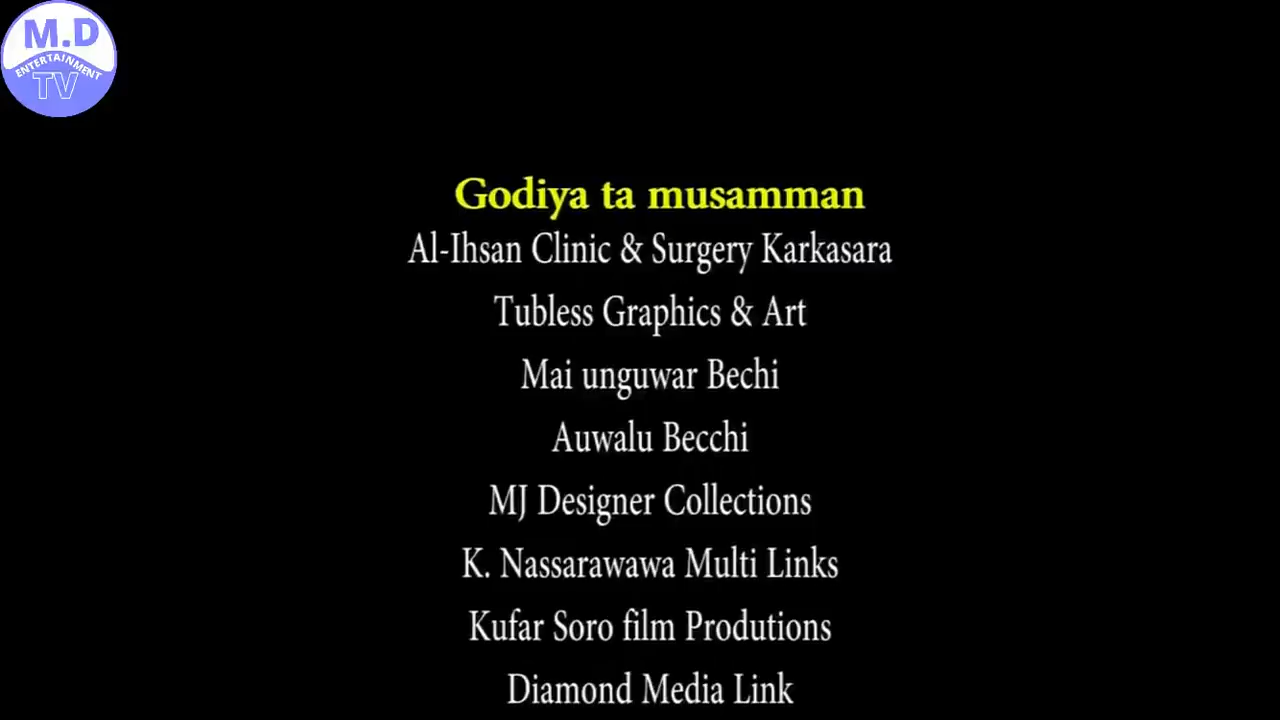 M.D
ENTERTAINMENT
TV
Godiya ta musamman
Al-Ihsan Clinic & Surgery Karkasara
Tubless Graphics & Art
Mai unguwar Bechi
Auwalu Becchi
MJ Designer Collections
K. Nassarawawa Multi Links
Kufar Soro film Produtions
Diamond Media Link